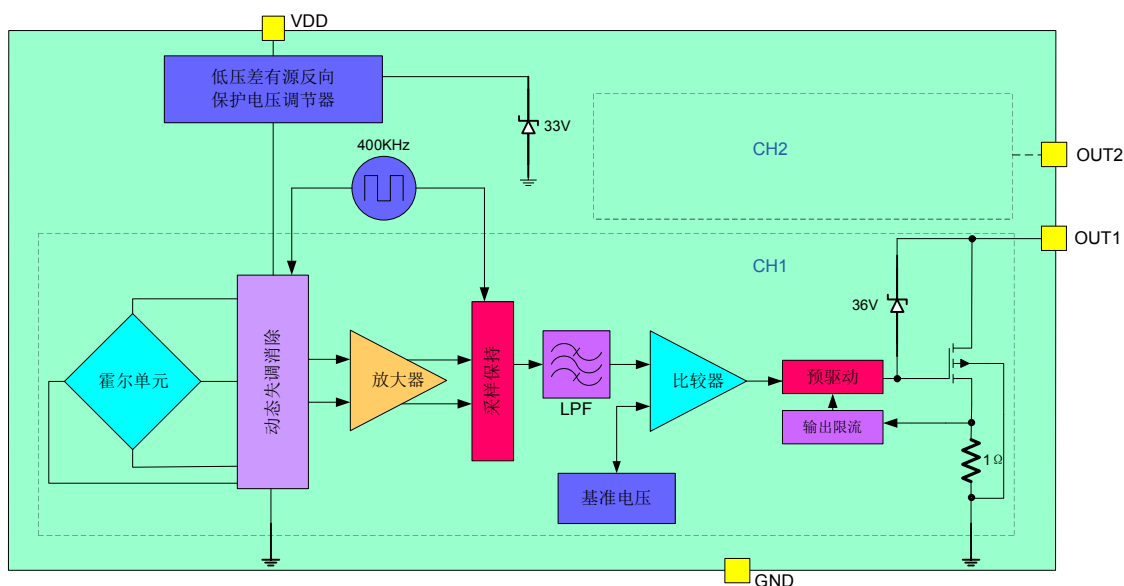 VDD
低压差有源反向
保护电压调节器
33V
400KHz
CH2
OUT2
OUT1
CH1
36V
霍尔单元
动态失调消除
放大器
采样保持
LPF
比较器
预驱动
输出限流
1Ω
基准电压
GND